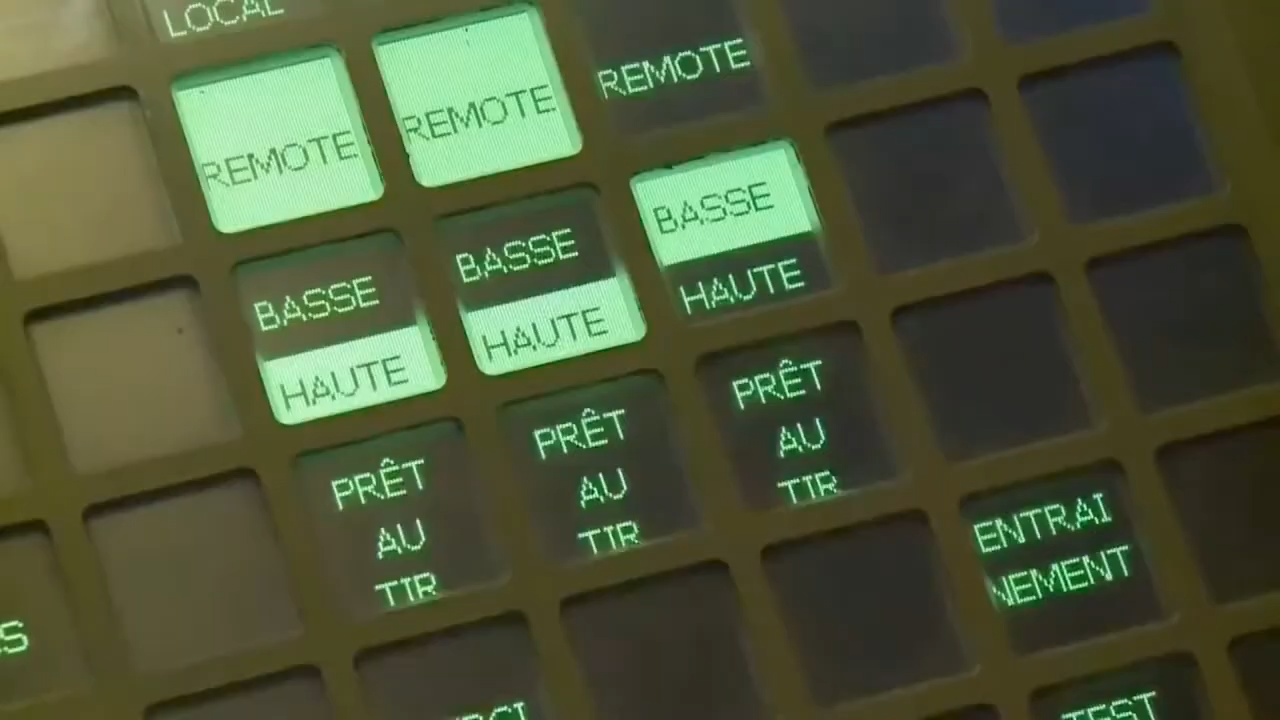 LOCAL
REMOTE
REMOTE
REMOTE
BASSE
HAUTE
BASSE
HAUTE
BASSE
HAUTE
PRÊT
AU
TIR
PRÊT
AU
TIR
PRÊT
AU
TIR
ENTRAI
NEMENT
TEST